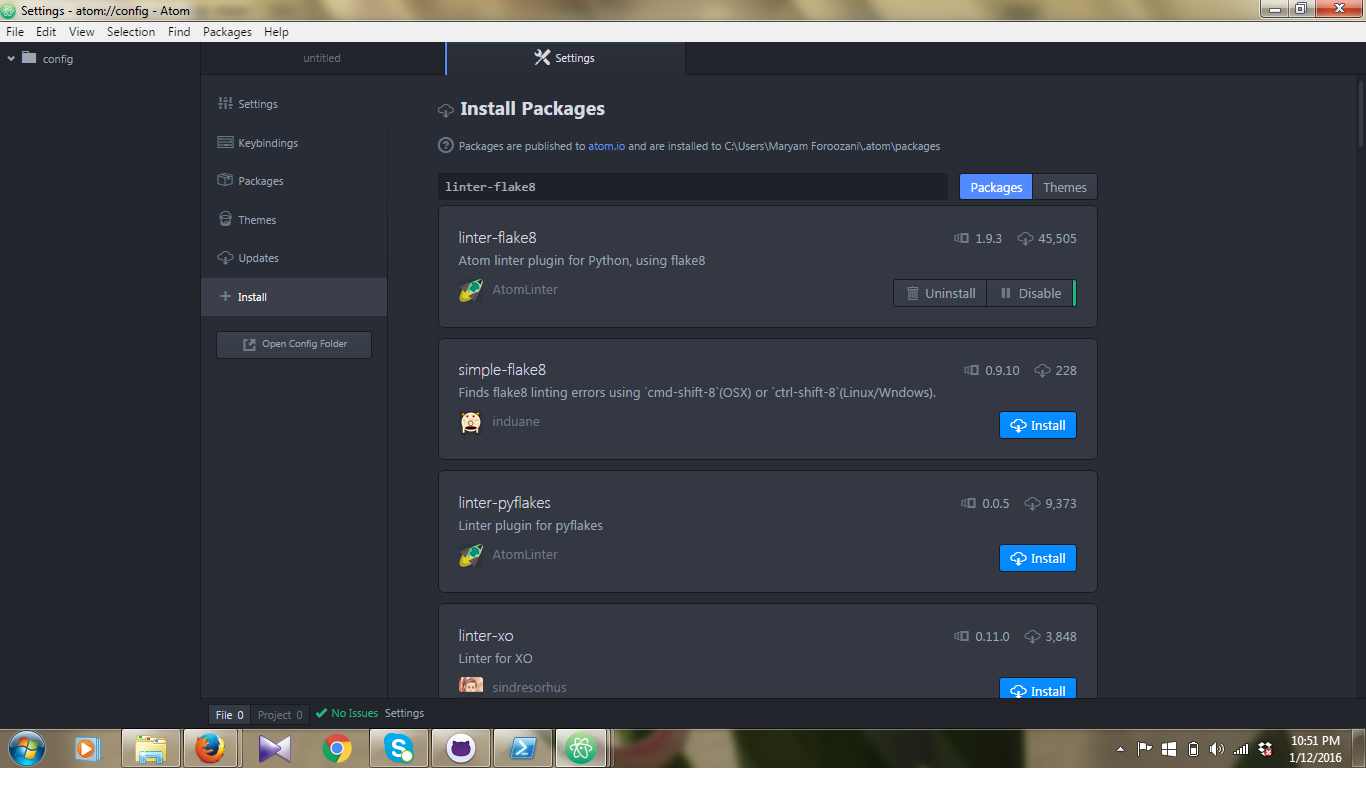 Settings - atom://config - Atom
File Edit View Selection Find Packages Help
config
untitled
Settings
Settings
Keybindings
Packages
Themes
Updates
Install
Open Config Folder
Install Packages
Packages are published to atom.io and are installed to C:\Users\Maryam Foroozani\.atom\packages
linter-flake8
Packages Themes
linter-flake8 1.9.3 45,505
Atom linter plugin for Python, using flake8
AtomLinter Uninstall Disable
simple-flake8 0.9.10 228
Finds flake8 linting errors using `cmd-shift-8`(OSX) or `ctrl-shift-8`(Linux/Wndows).
induane Install
linter-pyflakes 0.0.5 9,373
Linter plugin for pyflakes
AtomLinter Install
linter-xo 0.11.0 3,848
Linter for XO
sindresorhus Install
File 0 Project 0 No Issues Settings
10:51 PM
1/12/2016